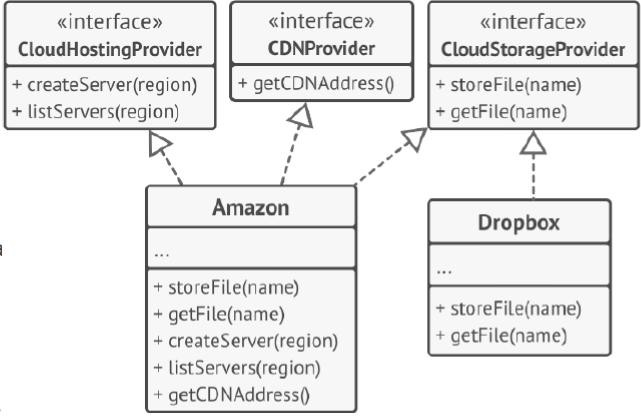 «interface»
CloudHostingProvider
+ createServer(region)
+ listServers(region)
«interface»
CDNProvider
+ getCDNAddress()
«interface»
CloudStorageProvider
+ storeFile(name)
+ getFile(name)
Amazon
...
+ storeFile(name)
+ getFile(name)
+ createServer(region)
+ listServers(region)
+ getCDNAddress()
Dropbox
...
+ storeFile(name)
+ getFile(name)